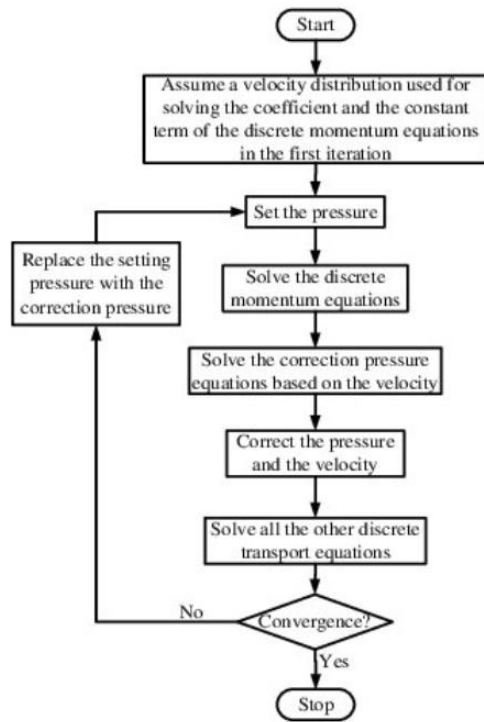 Start
Assume a velocity distribution used for
solving the coefficient and the constant
term of the discrete momentum equations
in the first iteration
Set the pressure
Replace the setting
pressure with the
correction pressure
Solve the discrete
momentum equations
Solve the correction pressure
equations based on the velocity
Correct the pressure
and the velocity
Solve all the other discrete
transport equations
No
Convergence?
Yes
Stop